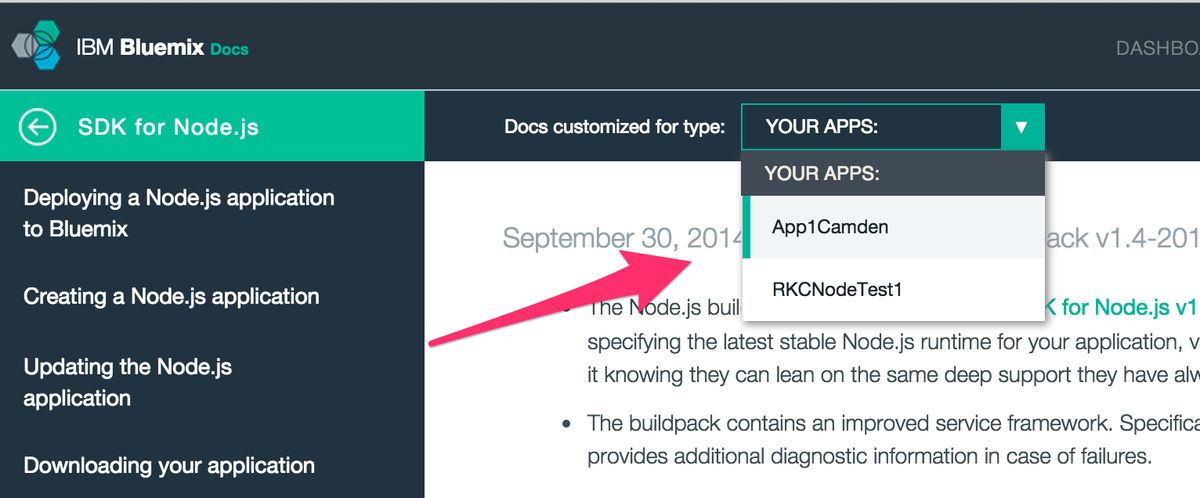 IBM Bluemix Docs
DASHBO
SDK for Node.js
Docs customized for type:
YOUR APPS:
YOUR APPS:
App1Camden
RKCNodeTest1
Deploying a Node.js application
to Bluemix
Creating a Node.js application
Updating the Node.js
application
Downloading your application
September 30, 2014 ack v1.4-201
The Node.js buil K for Node.js v1
specifying the latest stable Node.js runtime for your application, v
it knowing they can lean on the same deep support they have alw
• The buildpack contains an improved service framework. Specifica
provides additional diagnostic information in case of failures.